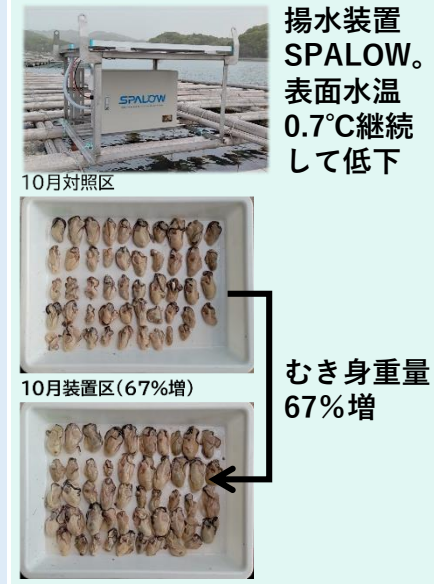 揚水装置
SPALOW。
表面水温
0.7℃継続
して低下
SPALOW
10月対照区
10月装置区(67%増)
むき身重量
67%増